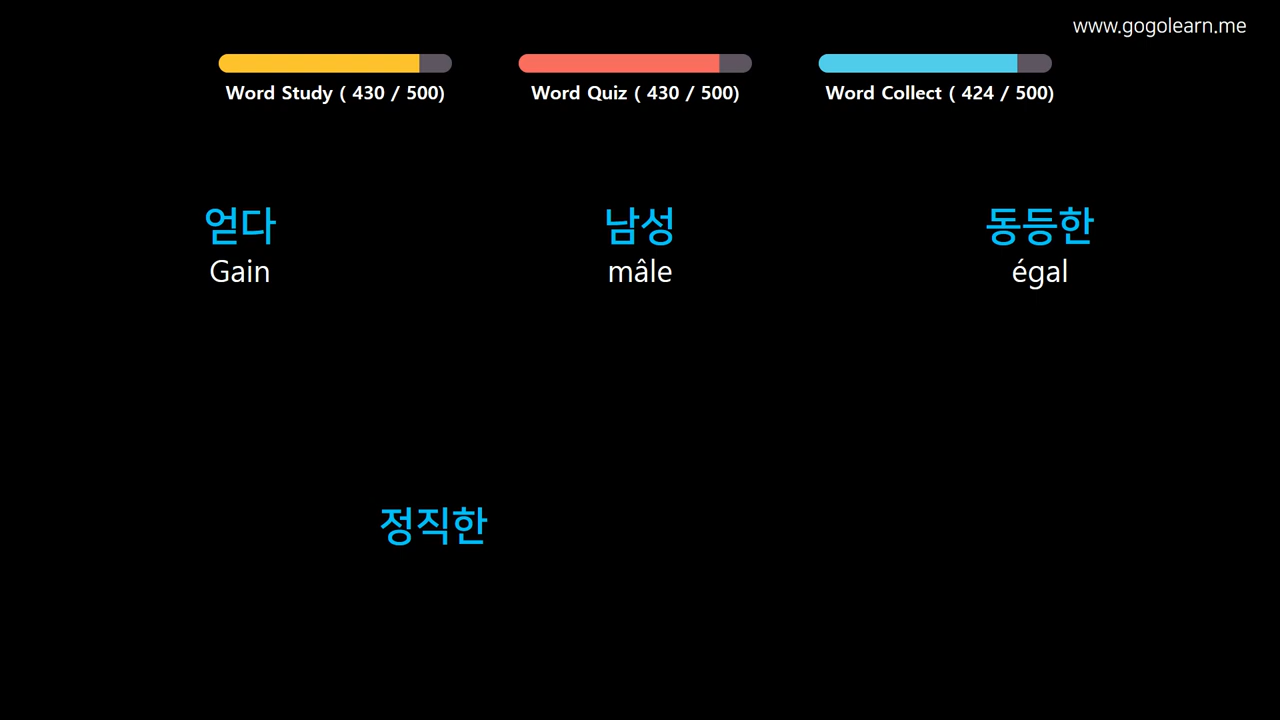 www.gogolearn.me
Word Study ( 430 / 500)
Word Quiz ( 430 / 500)
Word Collect ( 424 / 500)
얻다
Gain
남성
mâle
동등한
égal
정직한